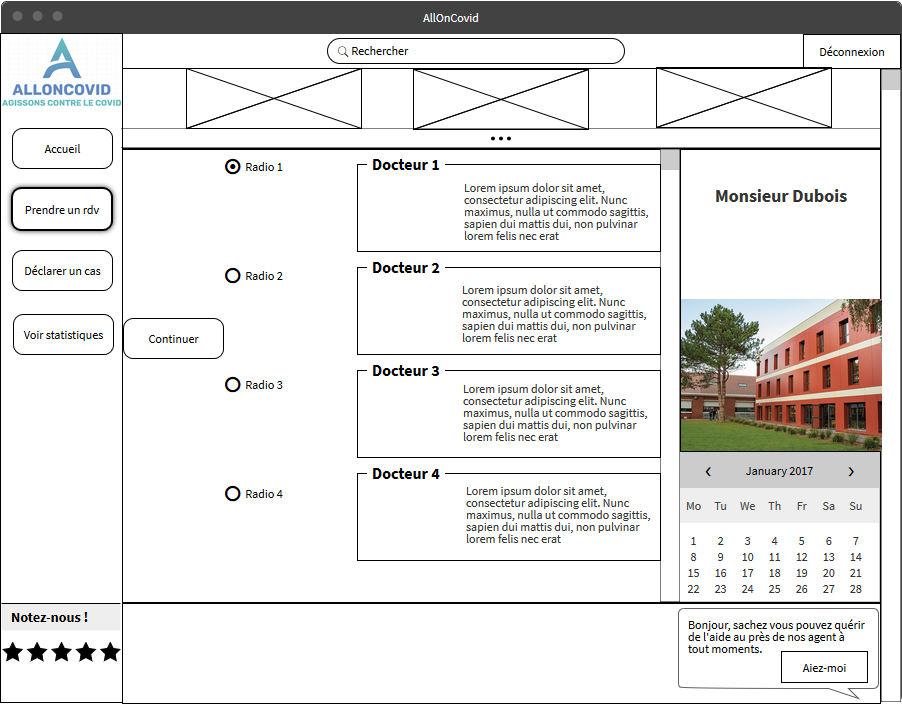 AllOnCovid
Rechercher
Déconnexion
ALLONCOVID
AGISSONS CONTRE LE COVID
Accueil
Prendre un rdv
Déclarer un cas
Voir statistiques
Continuer
Radio 1
Radio 2
Radio 3
Radio 4
Docteur 1
Lorem ipsum dolor sit amet,
consectetur adipiscing elit. Nunc
maximus, nulla ut commodo sagittis,
sapien dui mattis dui, non pulvinar
lorem felis nec erat
Docteur 2
Lorem ipsum dolor sit amet,
consectetur adipiscing elit. Nunc
maximus, nulla ut commodo sagittis,
sapien dui mattis dui, non pulvinar
lorem felis nec erat
Docteur 3
Lorem ipsum dolor sit amet,
consectetur adipiscing elit. Nunc
maximus, nulla ut commodo sagittis,
sapien dui mattis dui, non pulvinar
lorem felis nec erat
Docteur 4
Lorem ipsum dolor sit amet,
consectetur adipiscing elit. Nunc
maximus, nulla ut commodo sagittis,
sapien dui mattis dui, non pulvinar
lorem felis nec erat
Monsieur Dubois
January 2017
Mo Tu We Th Fr Sa Su
1 2 3 4 5 6 7
8 9 10 11 12 13 14
15 16 17 18 19 20 21
22 23 24 25 26 27 28
Notez-nous !
Bonjour, sachez vous pouvez quérir
de l'aide au près de nos agent à
tout moments.
Aiez-moi